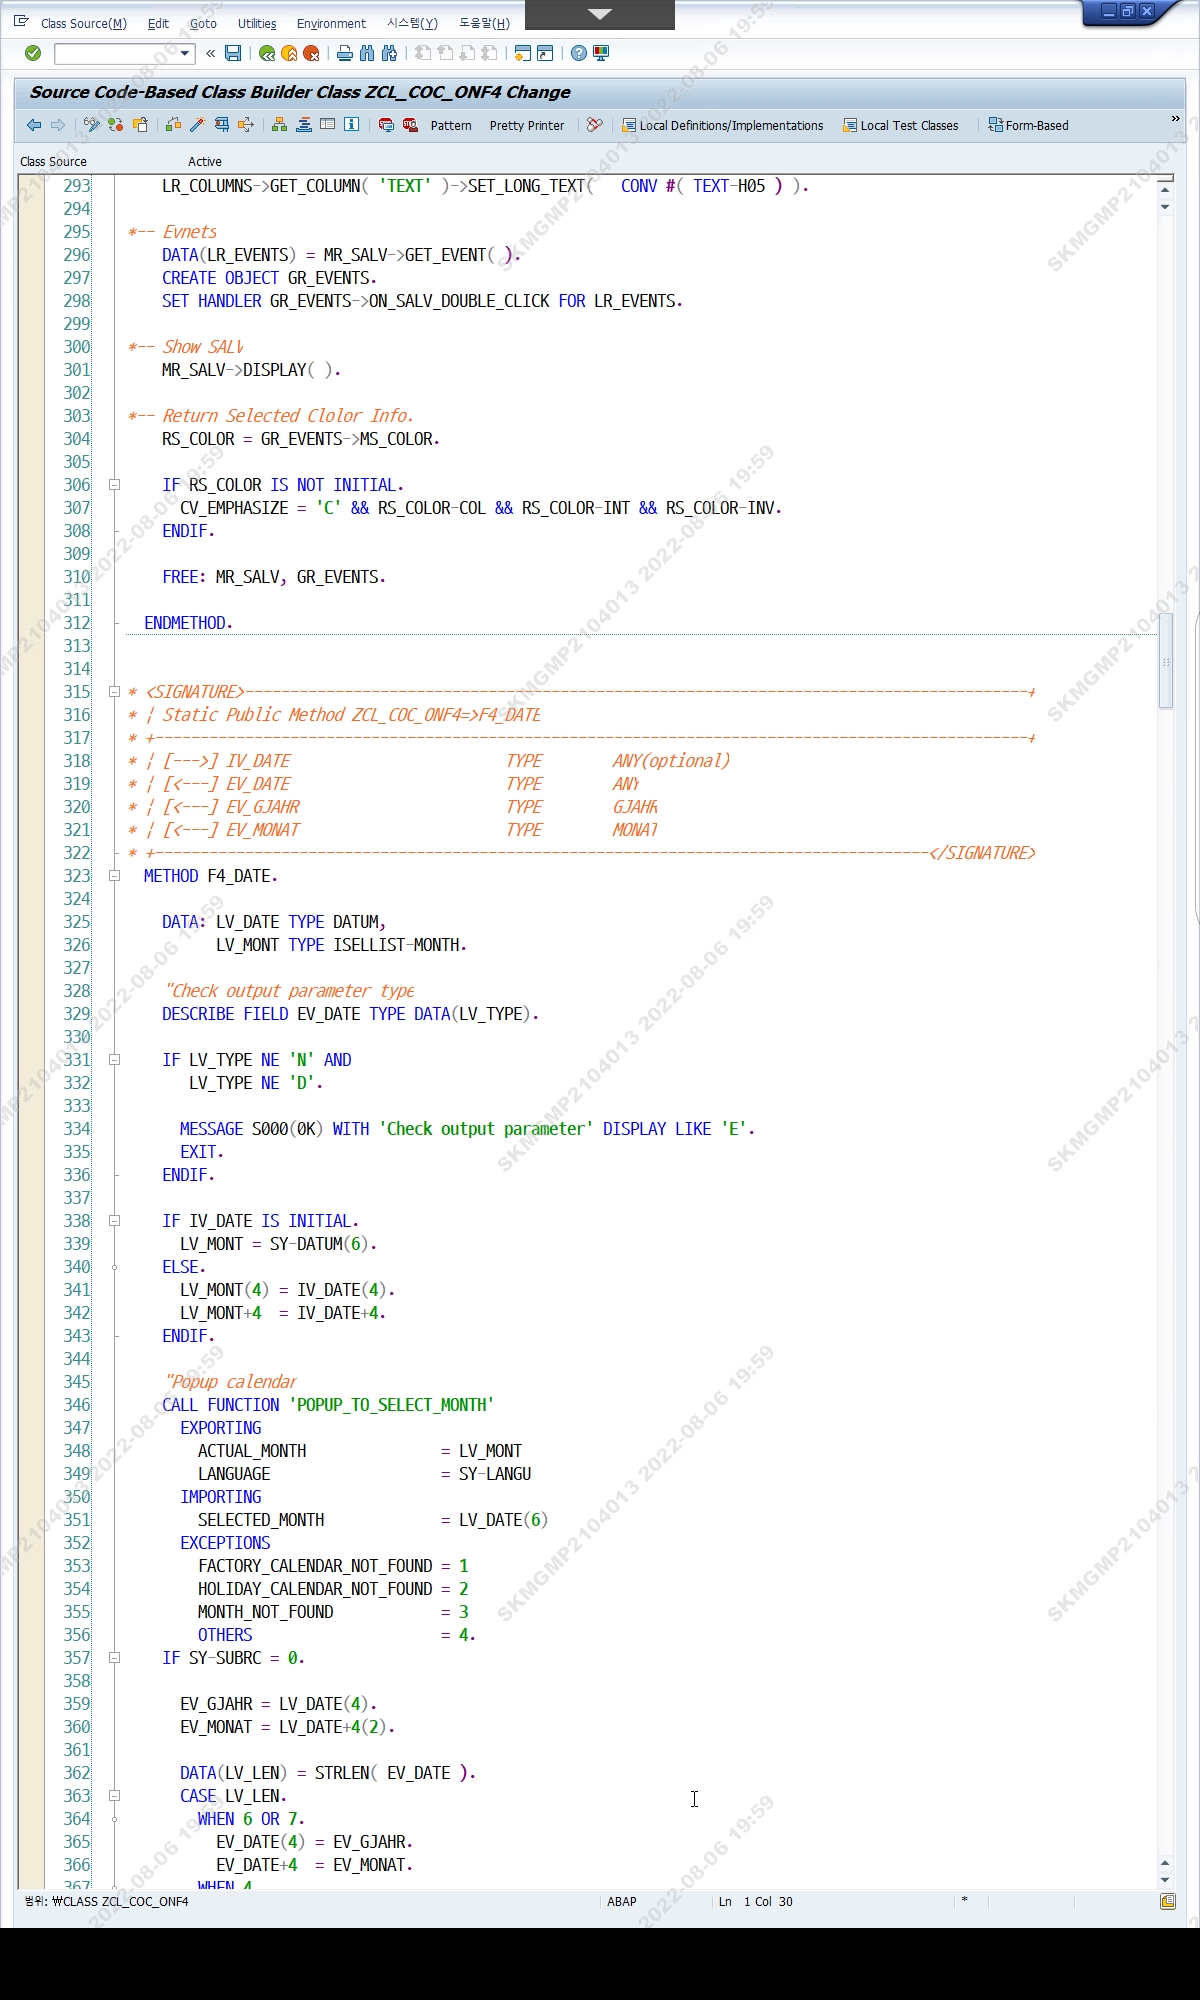 Class Source(M) Edit Goto Utilities Environment 시스템(Y) 도움말(H)
Source Code-Based Class Builder Class ZCL_COC_ONF4 Change
Pattern Pretty Printer Local Definitions/Implementations Local Test Classes Form-Based »
Class Source Active
293 LR_COLUMNS->GET_COLUMN( 'TEXT' )->SET_LONG_TEXT( CONV #( TEXT-H05 ) ).
294
295 *-- Evnets
296 DATA(LR_EVENTS) = MR_SALV->GET_EVENT( ).
297 CREATE OBJECT GR_EVENTS.
298 SET HANDLER GR_EVENTS->ON_SALV_DOUBLE_CLICK FOR LR_EVENTS.
299
300 *-- Show SALV
301 MR_SALV->DISPLAY( ).
302
303 *-- Return Selected Clolor Info.
304 RS_COLOR = GR_EVENTS->MS_COLOR.
305
306 IF RS_COLOR IS NOT INITIAL.
307 CV_EMPHASIZE = 'C' && RS_COLOR-COL && RS_COLOR-INT && RS_COLOR-INV.
308 ENDIF.
309
310 FREE: MR_SALV, GR_EVENTS.
311
312 ENDMETHOD.
313
314
315 * <SIGNATURE>---------------------------------------------------------------------------------------+
316 * ¦ Static Public Method ZCL_COC_ONF4=>F4_DATE
317 * +-------------------------------------------------------------------------------------------------+
318 * ¦ [--->] IV_DATE TYPE ANY(optional)
319 * ¦ [<---] EV_DATE TYPE ANY
320 * ¦ [<---] EV_GJAHR TYPE GJAHR
321 * ¦ [<---] EV_MONAT TYPE MONAT
322 * +--------------------------------------------------------------------------------------</SIGNATURE>
323 METHOD F4_DATE.
324
325 DATA: LV_DATE TYPE DATUM,
326 LV_MONT TYPE ISELLIST-MONTH.
327
328 "Check output parameter type
329 DESCRIBE FIELD EV_DATE TYPE DATA(LV_TYPE).
330
331 IF LV_TYPE NE 'N' AND
332 LV_TYPE NE 'D'.
333
334 MESSAGE S000(0K) WITH 'Check output parameter' DISPLAY LIKE 'E'.
335 EXIT.
336 ENDIF.
337
338 IF IV_DATE IS INITIAL.
339 LV_MONT = SY-DATUM(6).
340 ELSE.
341 LV_MONT(4) = IV_DATE(4).
342 LV_MONT+4 = IV_DATE+4.
343 ENDIF.
344
345 "Popup calendar
346 CALL FUNCTION 'POPUP_TO_SELECT_MONTH'
347 EXPORTING
348 ACTUAL_MONTH = LV_MONT
349 LANGUAGE = SY-LANGU
350 IMPORTING
351 SELECTED_MONTH = LV_DATE(6)
352 EXCEPTIONS
353 FACTORY_CALENDAR_NOT_FOUND = 1
354 HOLIDAY_CALENDAR_NOT_FOUND = 2
355 MONTH_NOT_FOUND = 3
356 OTHERS = 4.
357 IF SY-SUBRC = 0.
358
359 EV_GJAHR = LV_DATE(4).
360 EV_MONAT = LV_DATE+4(2).
361
362 DATA(LV_LEN) = STRLEN( EV_DATE ).
363 CASE LV_LEN.
364 WHEN 6 OR 7.
365 EV_DATE(4) = EV_GJAHR.
366 EV_DATE+4 = EV_MONAT.
367 WHEN 4
범위: ₩CLASS ZCL_COC_ONF4 ABAP Ln 1 Col 30 *
SKMGMP2104013 2022-08-06 19:59